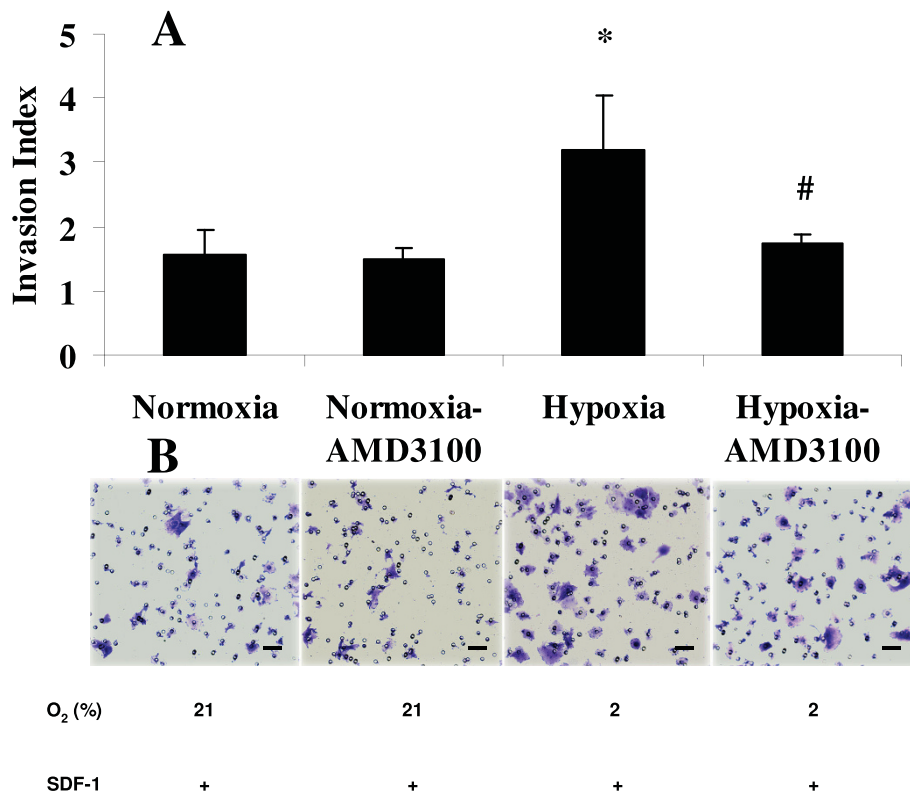 A
5
4
3
2
1
0
Invasion Index
*
#
Normoxia
Normoxia-
AMD3100
Hypoxia
Hypoxia-
AMD3100
B
O2 (%) 21 21 2 2
SDF-1 + + + +